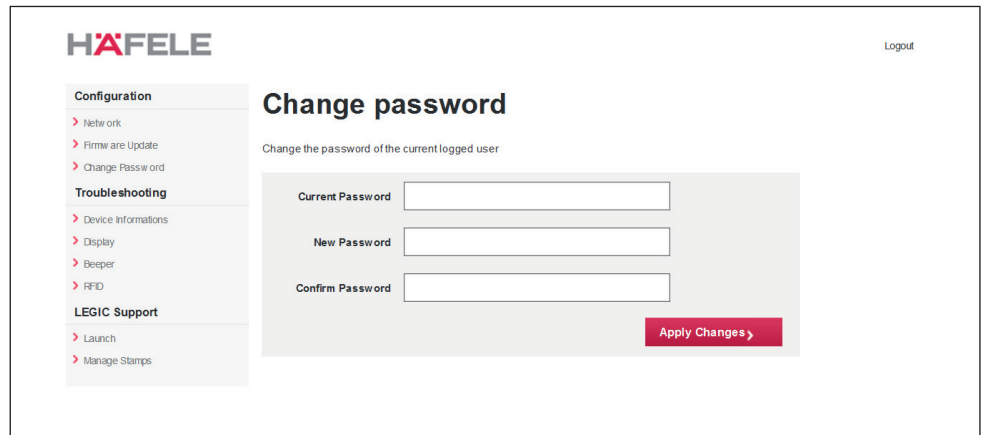 HÄFELE
Logout
Configuration
Network
Firmware Update
Change Password
Troubleshooting
Device Informations
Display
Beeper
RFID
LEGIC Support
Launch
Manage Stamps
Change password
Change the password of the current logged user
Current Password
New Password
Confirm Password
Apply Changes